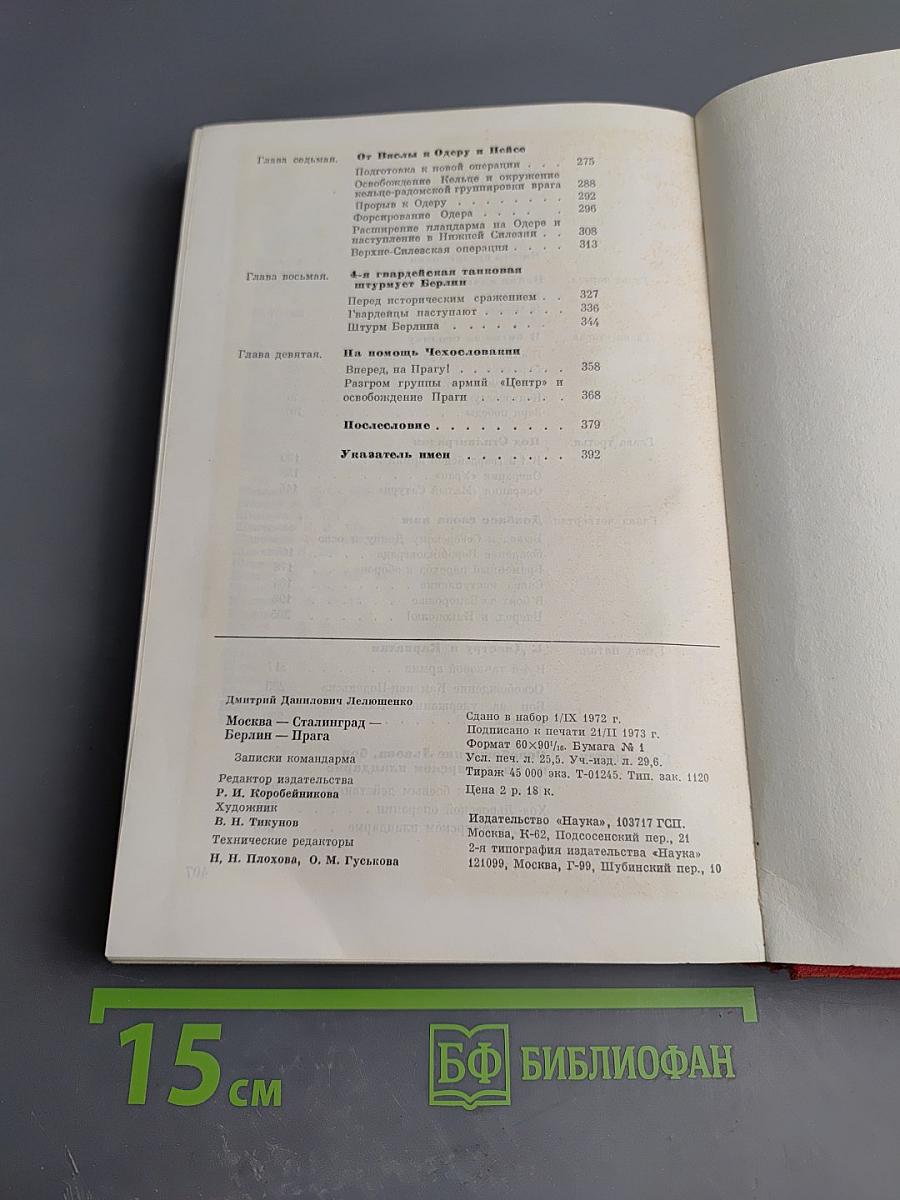 Глава седьмая. От Вислы к Одеру и Нейсе
Подготовка к новой операции . . . 275
Освобождение Кельце и окружение
кельце-радомской группировки врага 288
Прорыв к Одеру . . . . . . . 292
Форсирование Одера . . . . . 296
Расширение плацдарма на Одере и
наступление в Нижней Силезии . . 308
Верхне-Силезская операция . . . . 313
Глава восьмая. 4-я гвардейская танковая
штурмует Берлин
Перед историческим сражением . . 327
Гвардейцы наступают . . . . . . 336
Штурм Берлина . . . . . . . 344
Глава девятая. На помощь Чехословакии
Вперед, на Прагу! . . . . . . . . 358
Разгром группы армий «Центр» и
освобождение Праги . . . . . . 368
Послесловие . . . . . . . . . 379
Указатель имен . . . . . . . 392
Дмитрий Данилович Лелюшенко
Москва — Сталинград —
Берлин — Прага
Записки командарма
Редактор издательства
Р. И. Коробейникова
Художник
В. Н. Тикунов
Технические редакторы
Н. Н. Плохова, О. М. Гуськова
Сдано в набор 1/IX 1972 г.
Подписано к печати 21/II 1973 г.
Формат 60×90¹/₁₆. Бумага № 1
Усл. печ. л. 25,5. Уч.-изд. л. 29,6.
Тираж 45 000 экз. Т-01245. Тип. зак. 1120
Цена 2 р. 18 к.
Издательство «Наука», 103717 ГСП.
Москва, К-62, Подсосенский пер., 21
2-я типография издательства «Наука»
121099, Москва, Г-99, Шубинский пер., 10
15 см
БФ БИБЛИОФАН